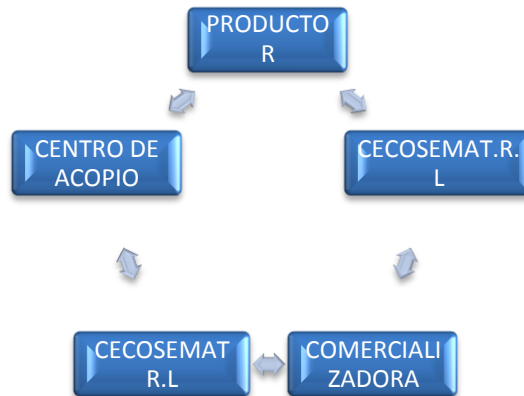 PRODUCTO
R
CENTRO DE
ACOPIO
CECOSEMAT.R.
L
CECOSEMAT
R.L
COMERCIALI
ZADORA